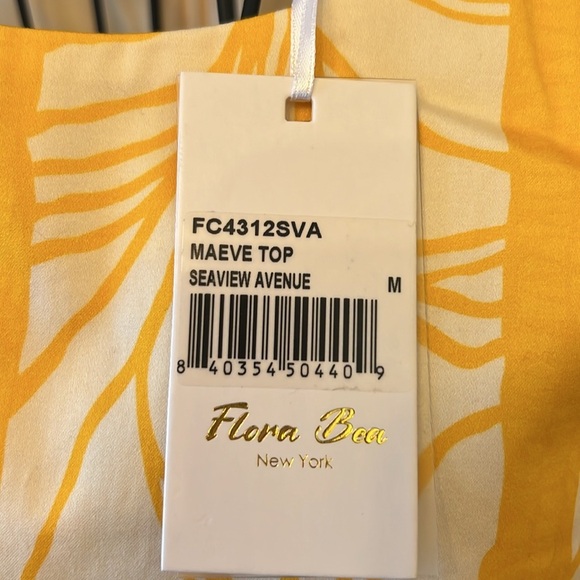 FC4312SVA
MAEVE TOP
SEAVIEW AVENUE M
8 40354 50440 9
Flora Bea
New York